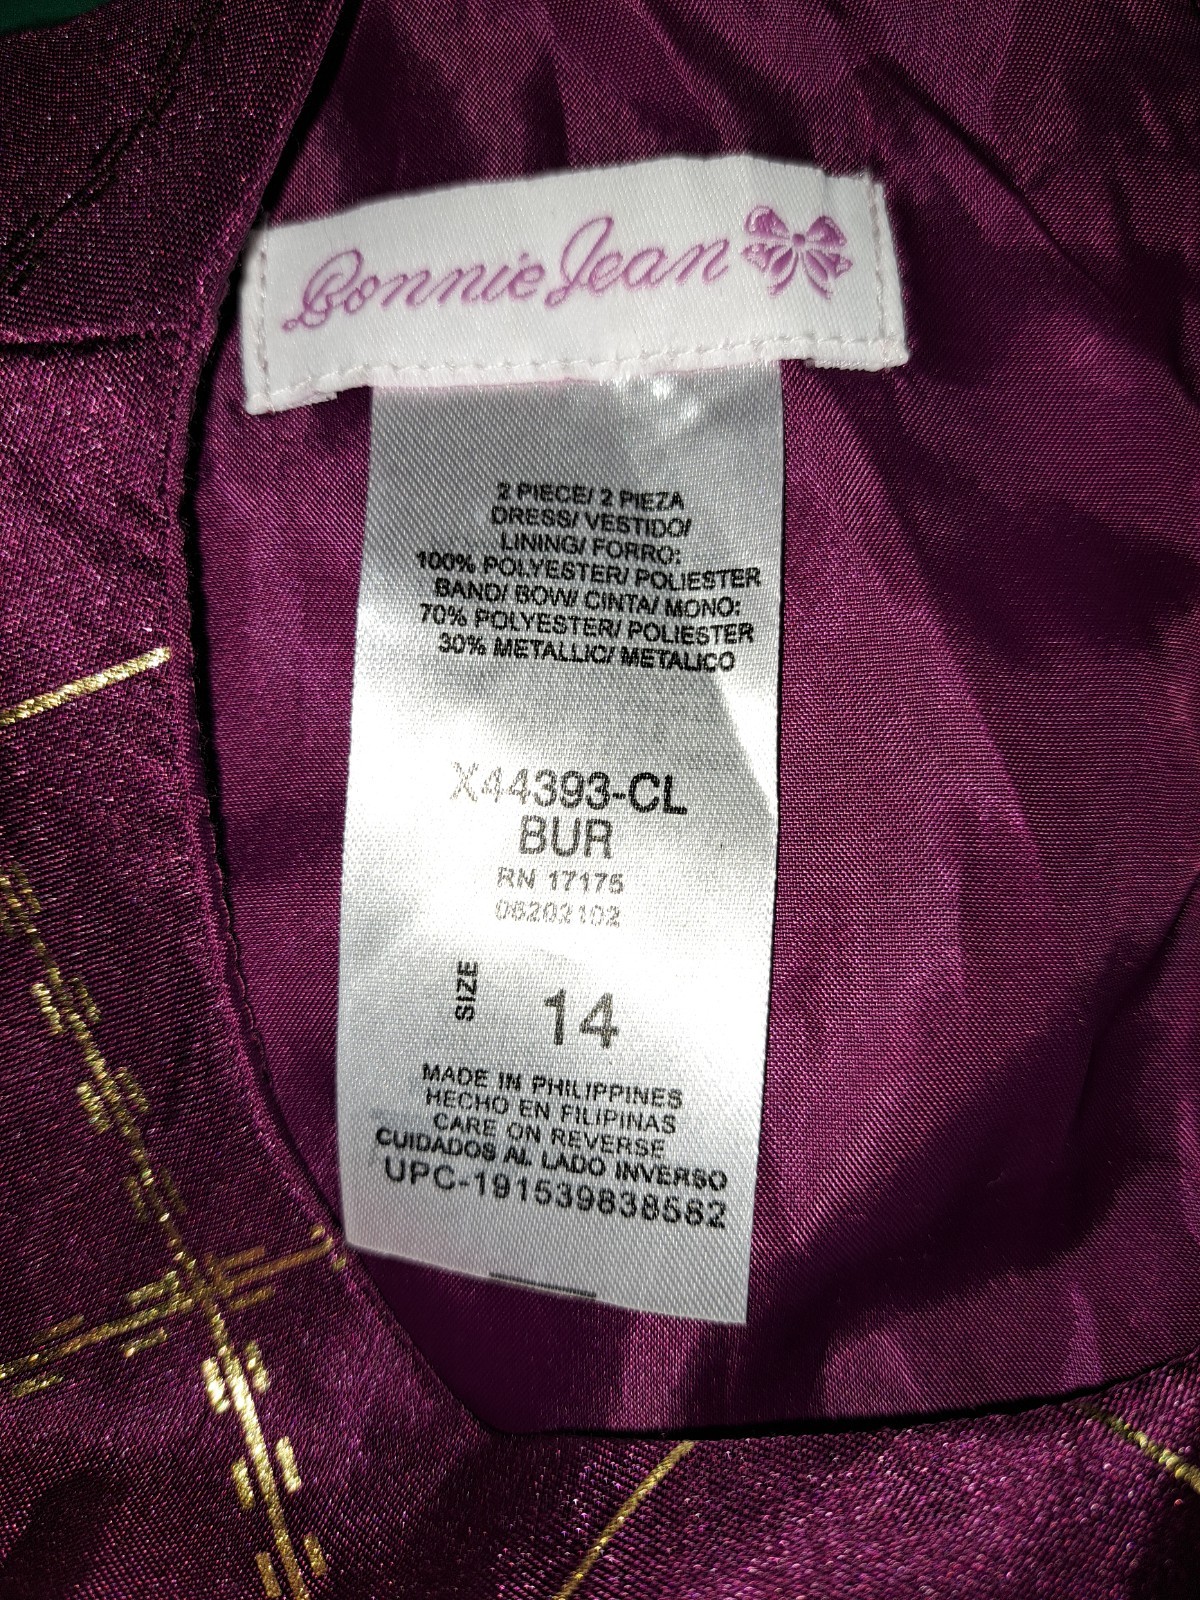 Bonnie Jean
2 PIECE/ 2 PIEZA
DRESS/ VESTIDO/
LINING/ FORRO:
100% POLYESTER/ POLIESTER
BAND/ BOW/ CINTA/ MONO:
70% POLYESTER/ POLIESTER
30% METALLIC/ METALICO
X44393-CL
BUR
RN 17175
06202102
SIZE 14
MADE IN PHILIPPINES
HECHO EN FILIPINAS
CARE ON REVERSE
CUIDADOS AL LADO INVERSO
UPC-191539838562